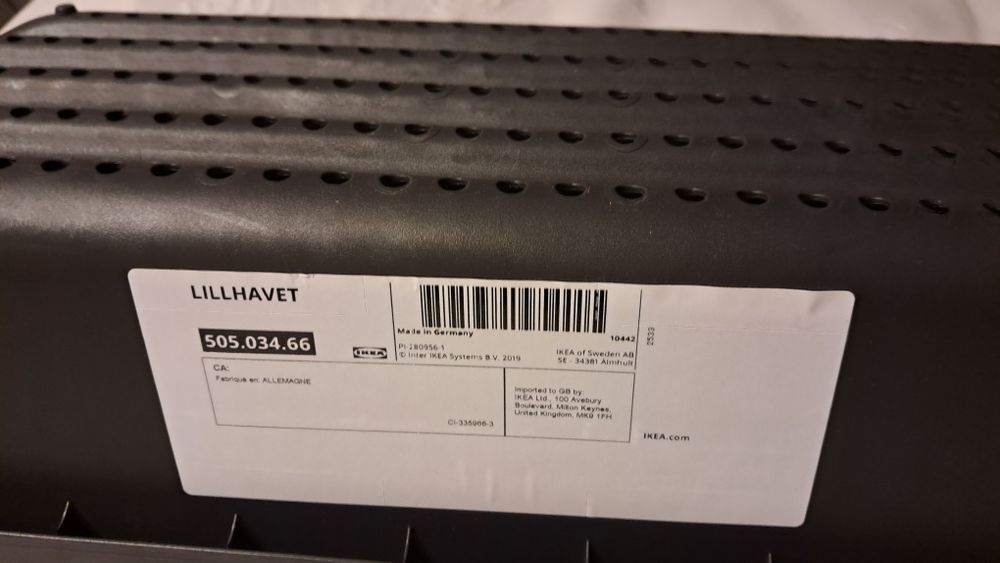 LILLHAVET
505.034.66
IKEA
Made in Germany
10442
PI-280956-1
© Inter IKEA Systems B.V. 2019
IKEA of Sweden AB
SE - 34381 Älmhult
2533
CA:
Fabriqué en: ALLEMAGNE
CI-335966-3
Imported to GB by:
IKEA Ltd., 100 Avebury
Boulevard, Milton Keynes,
United Kingdom, MK9 1FH.
IKEA.com